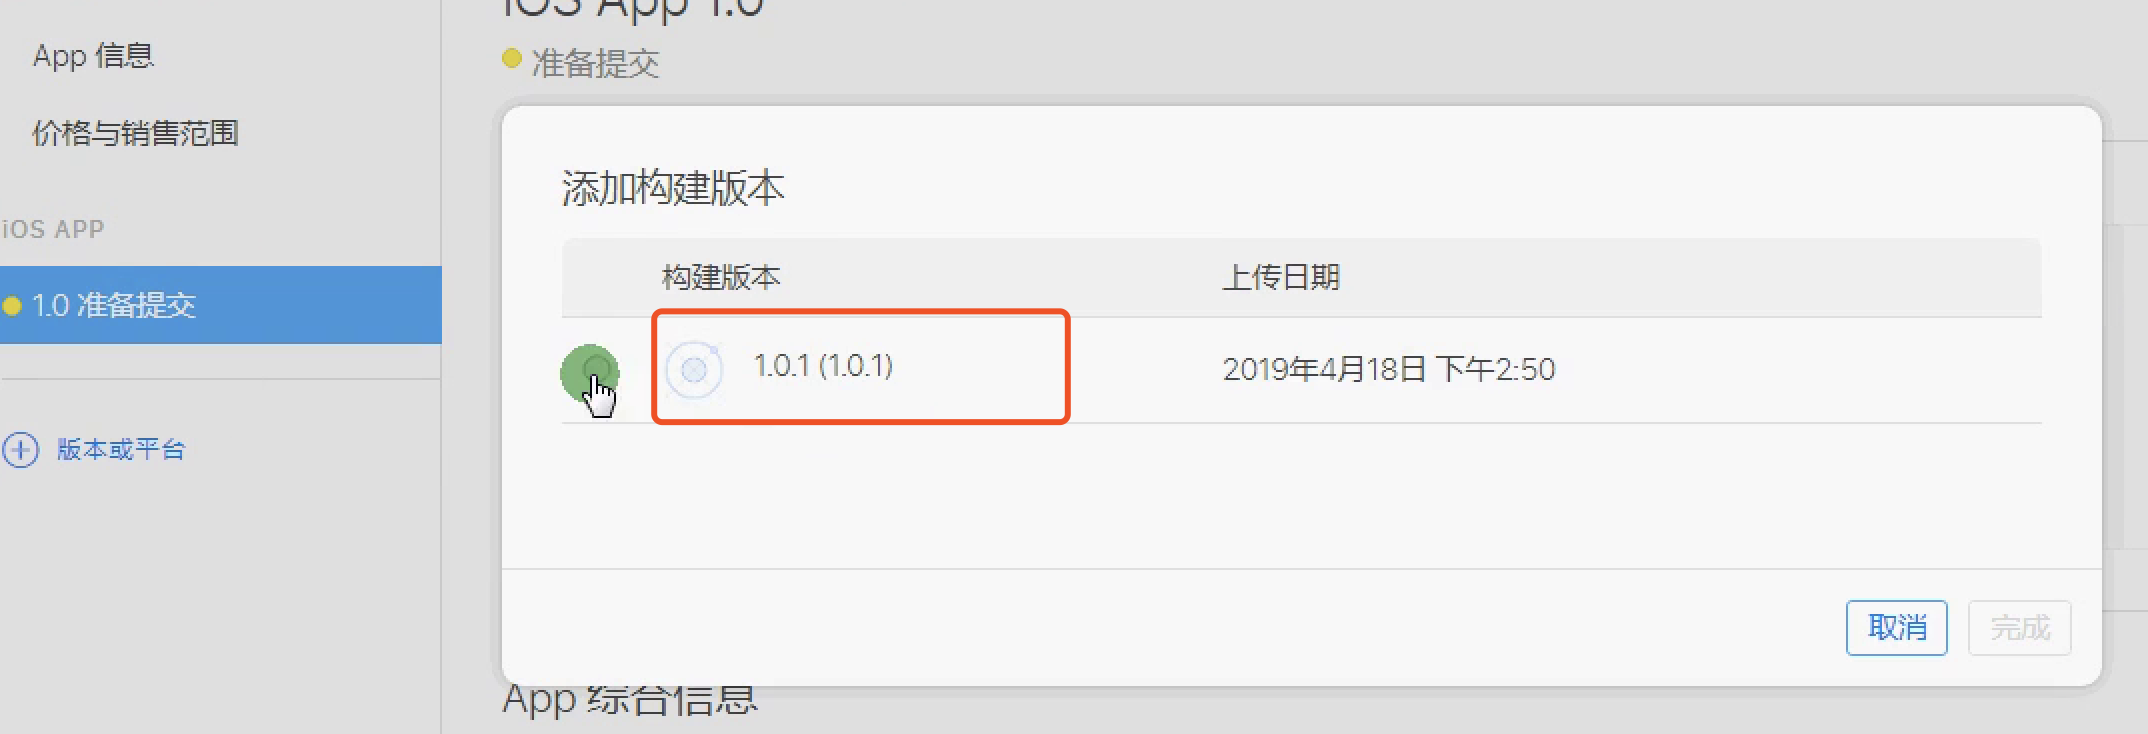 iOS App 1.0
App 信息
准备提交
价格与销售范围
iOS APP
1.0 准备提交
版本或平台
添加构建版本
构建版本 上传日期
1.0.1 (1.0.1) 2019年4月18日 下午2:50
取消 完成
App 综合信息